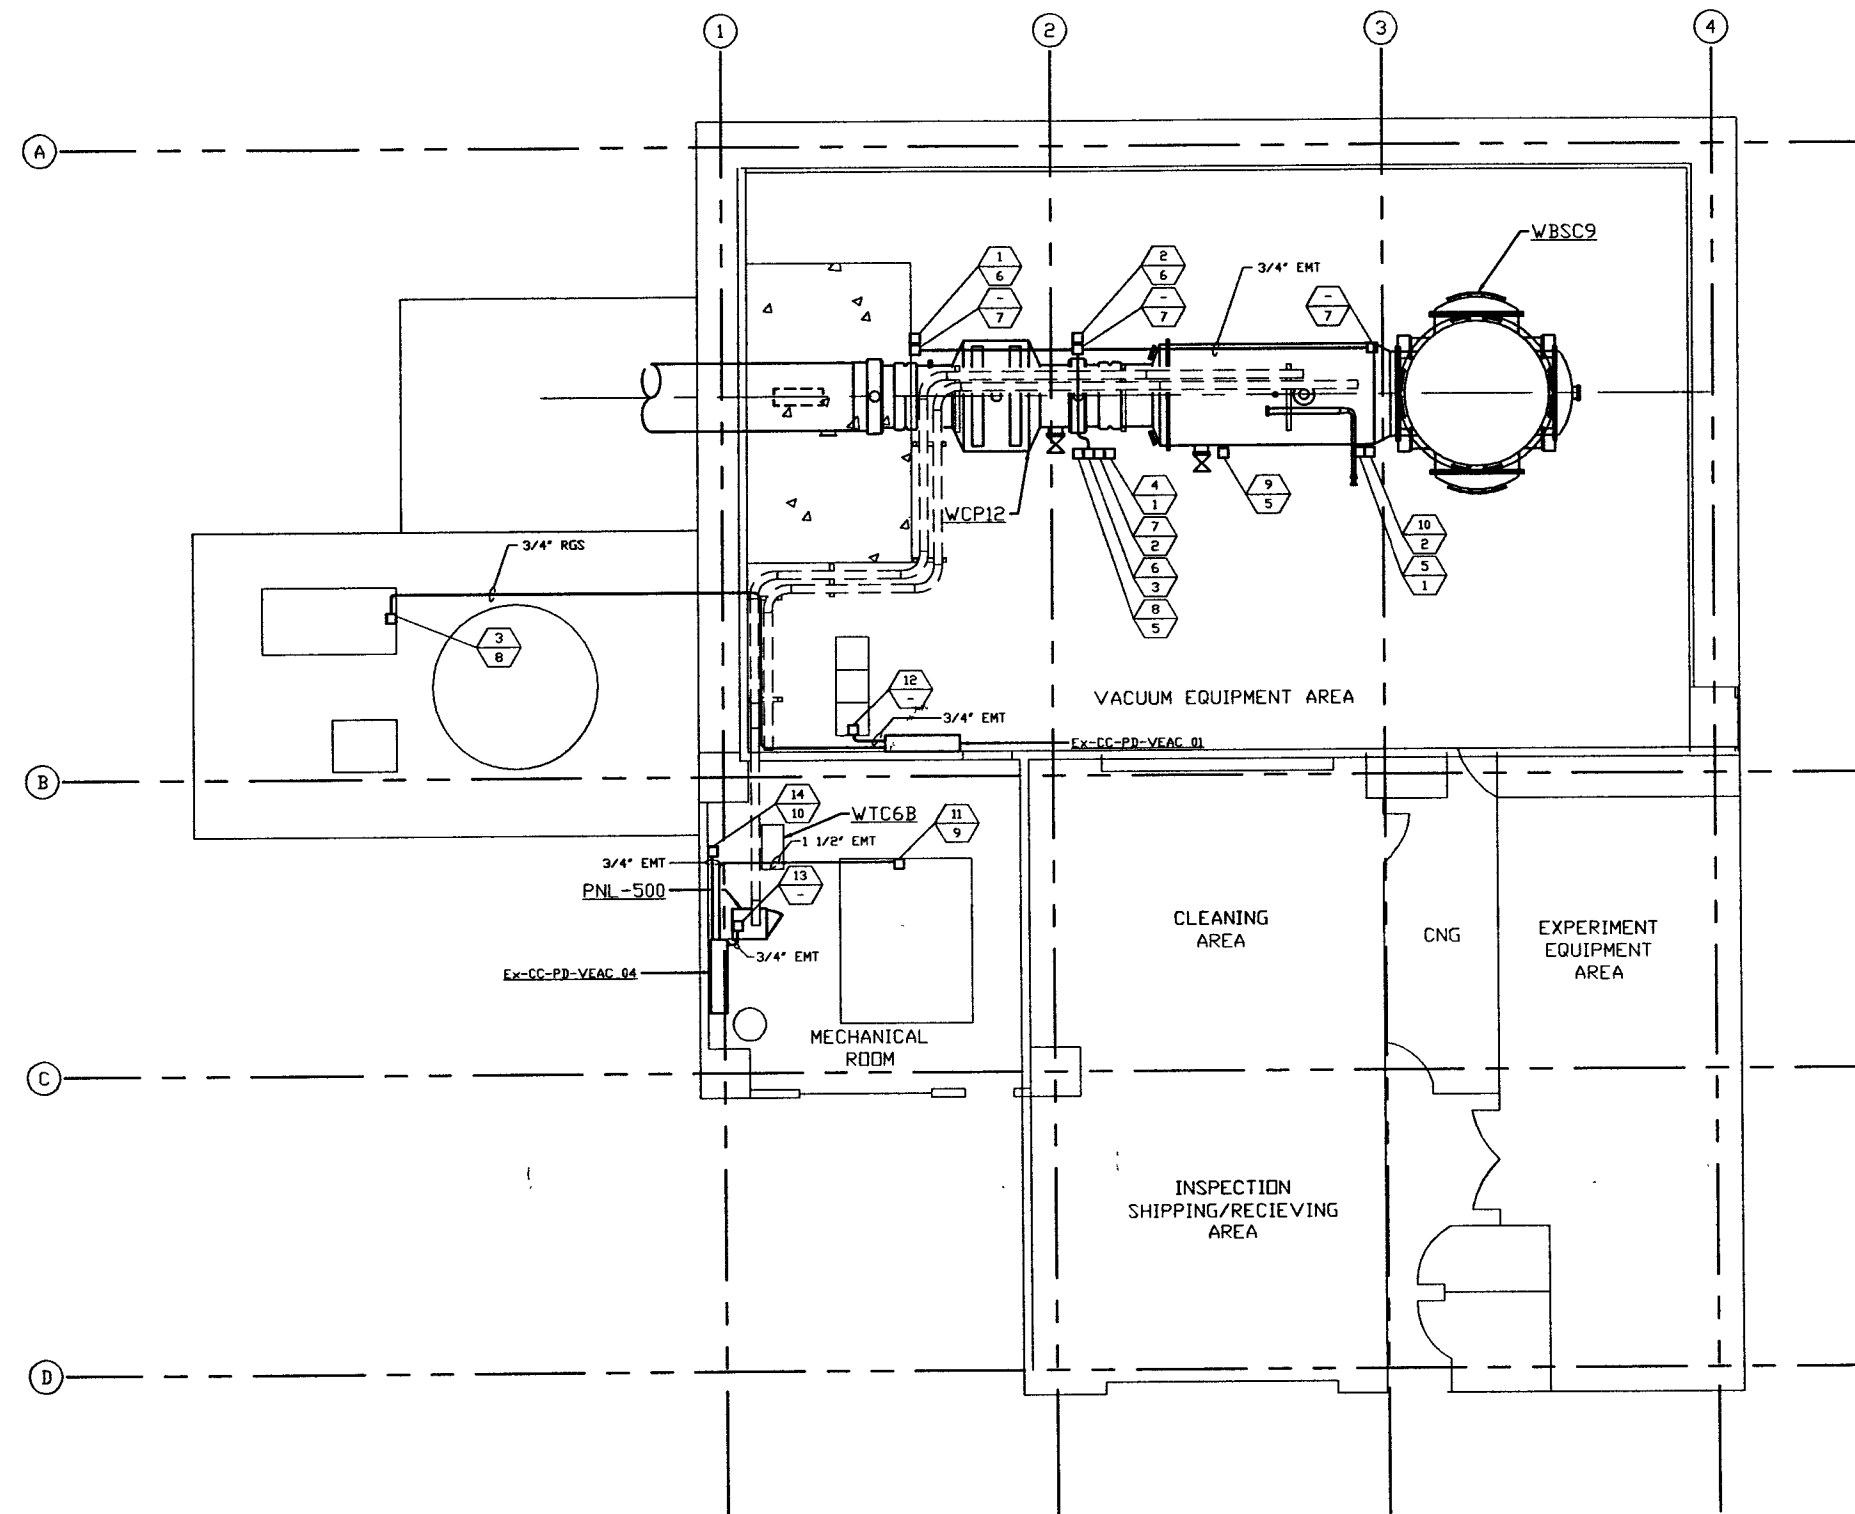 1
2
3
4
A
WBSC9
1
6
2
6
3/4" EMT
-
7
-
7
-
7
4
1
9
5
WCP12
7
2
10
2
3/4" RGS
6
3
5
1
8
5
3
8
12
-
VACUUM EQUIPMENT AREA
3/4" EMT
Ex-CC-PD-VEAC 01
B
14
10
WTC6B
11
9
1 1/2" EMT
3/4" EMT
13
-
PNL-500
CLEANING
AREA
CNG
EXPERIMENT
EQUIPMENT
AREA
3/4" EMT
Ex-CC-PD-VEAC 04
MECHANICAL
ROOM
C
INSPECTION
SHIPPING/RECIEVING
AREA
D